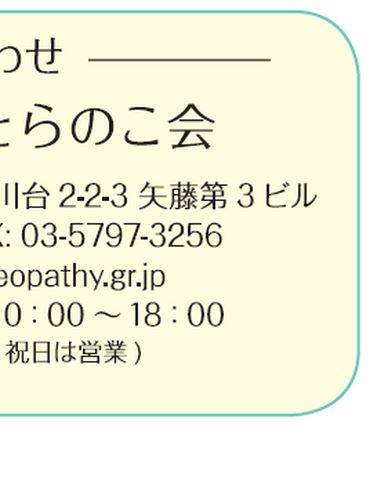 わせ
とらのこ会
川台 2-2-3 矢藤第 3 ビル
X: 03-5797-3256
eopathy.gr.jp
0：00 〜 18：00
祝日は営業 )